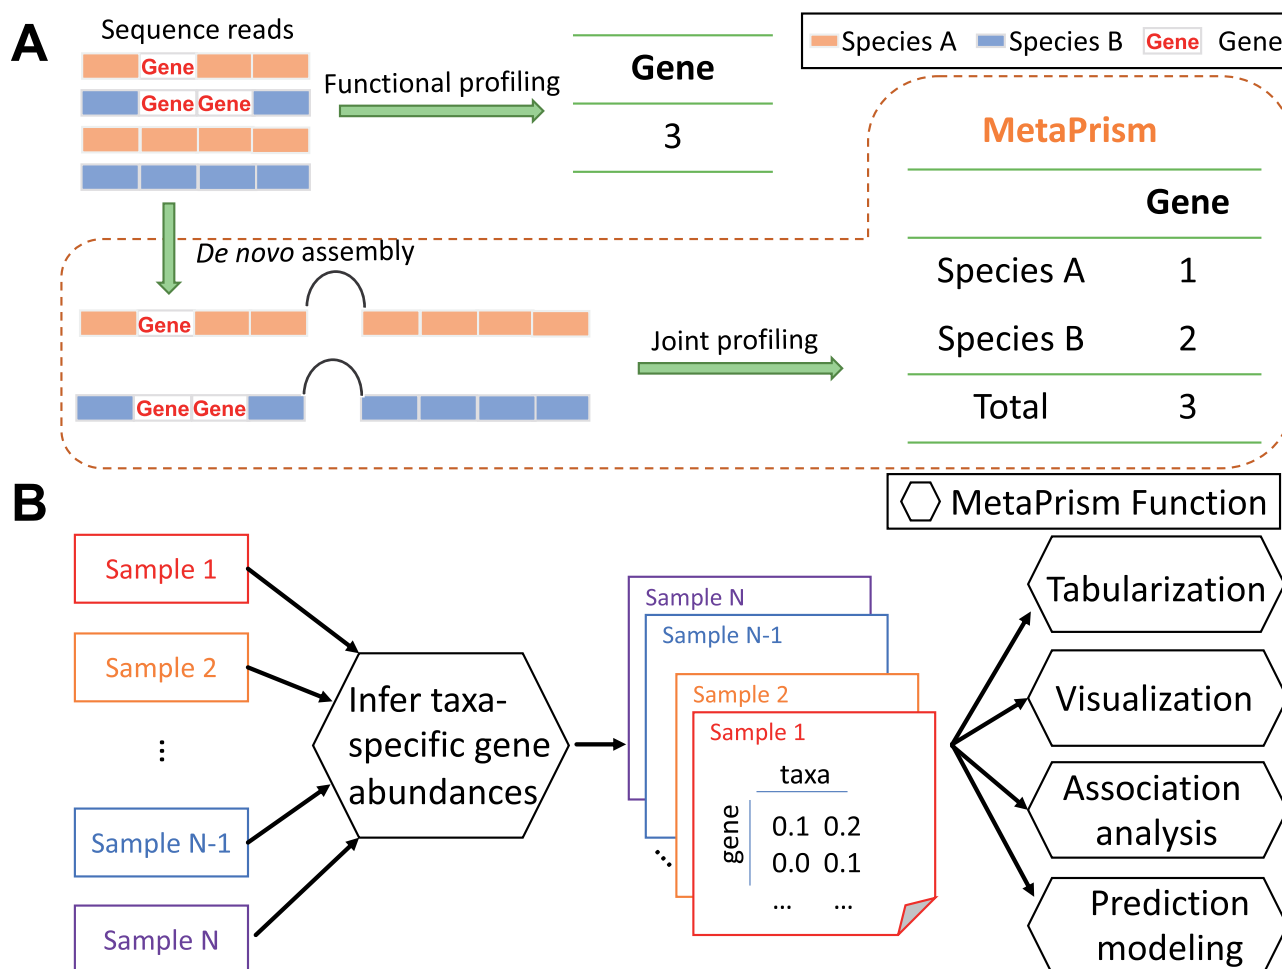 A
Sequence reads
Gene
Gene Gene
Functional profiling
Gene
3
Species A Species B Gene Gene
MetaPrism
Gene
Species A 1
Species B 2
Total 3
De novo assembly
Gene
Gene Gene
Joint profiling
B
MetaPrism Function
Sample 1
Sample 2
⋮
Sample N-1
Sample N
Infer taxa-
specific gene
abundances
Sample N
Sample N-1
...
Sample 2
Sample 1
taxa
gene
0.1 0.2
0.0 0.1
... ...
Tabularization
Visualization
Association
analysis
Prediction
modeling